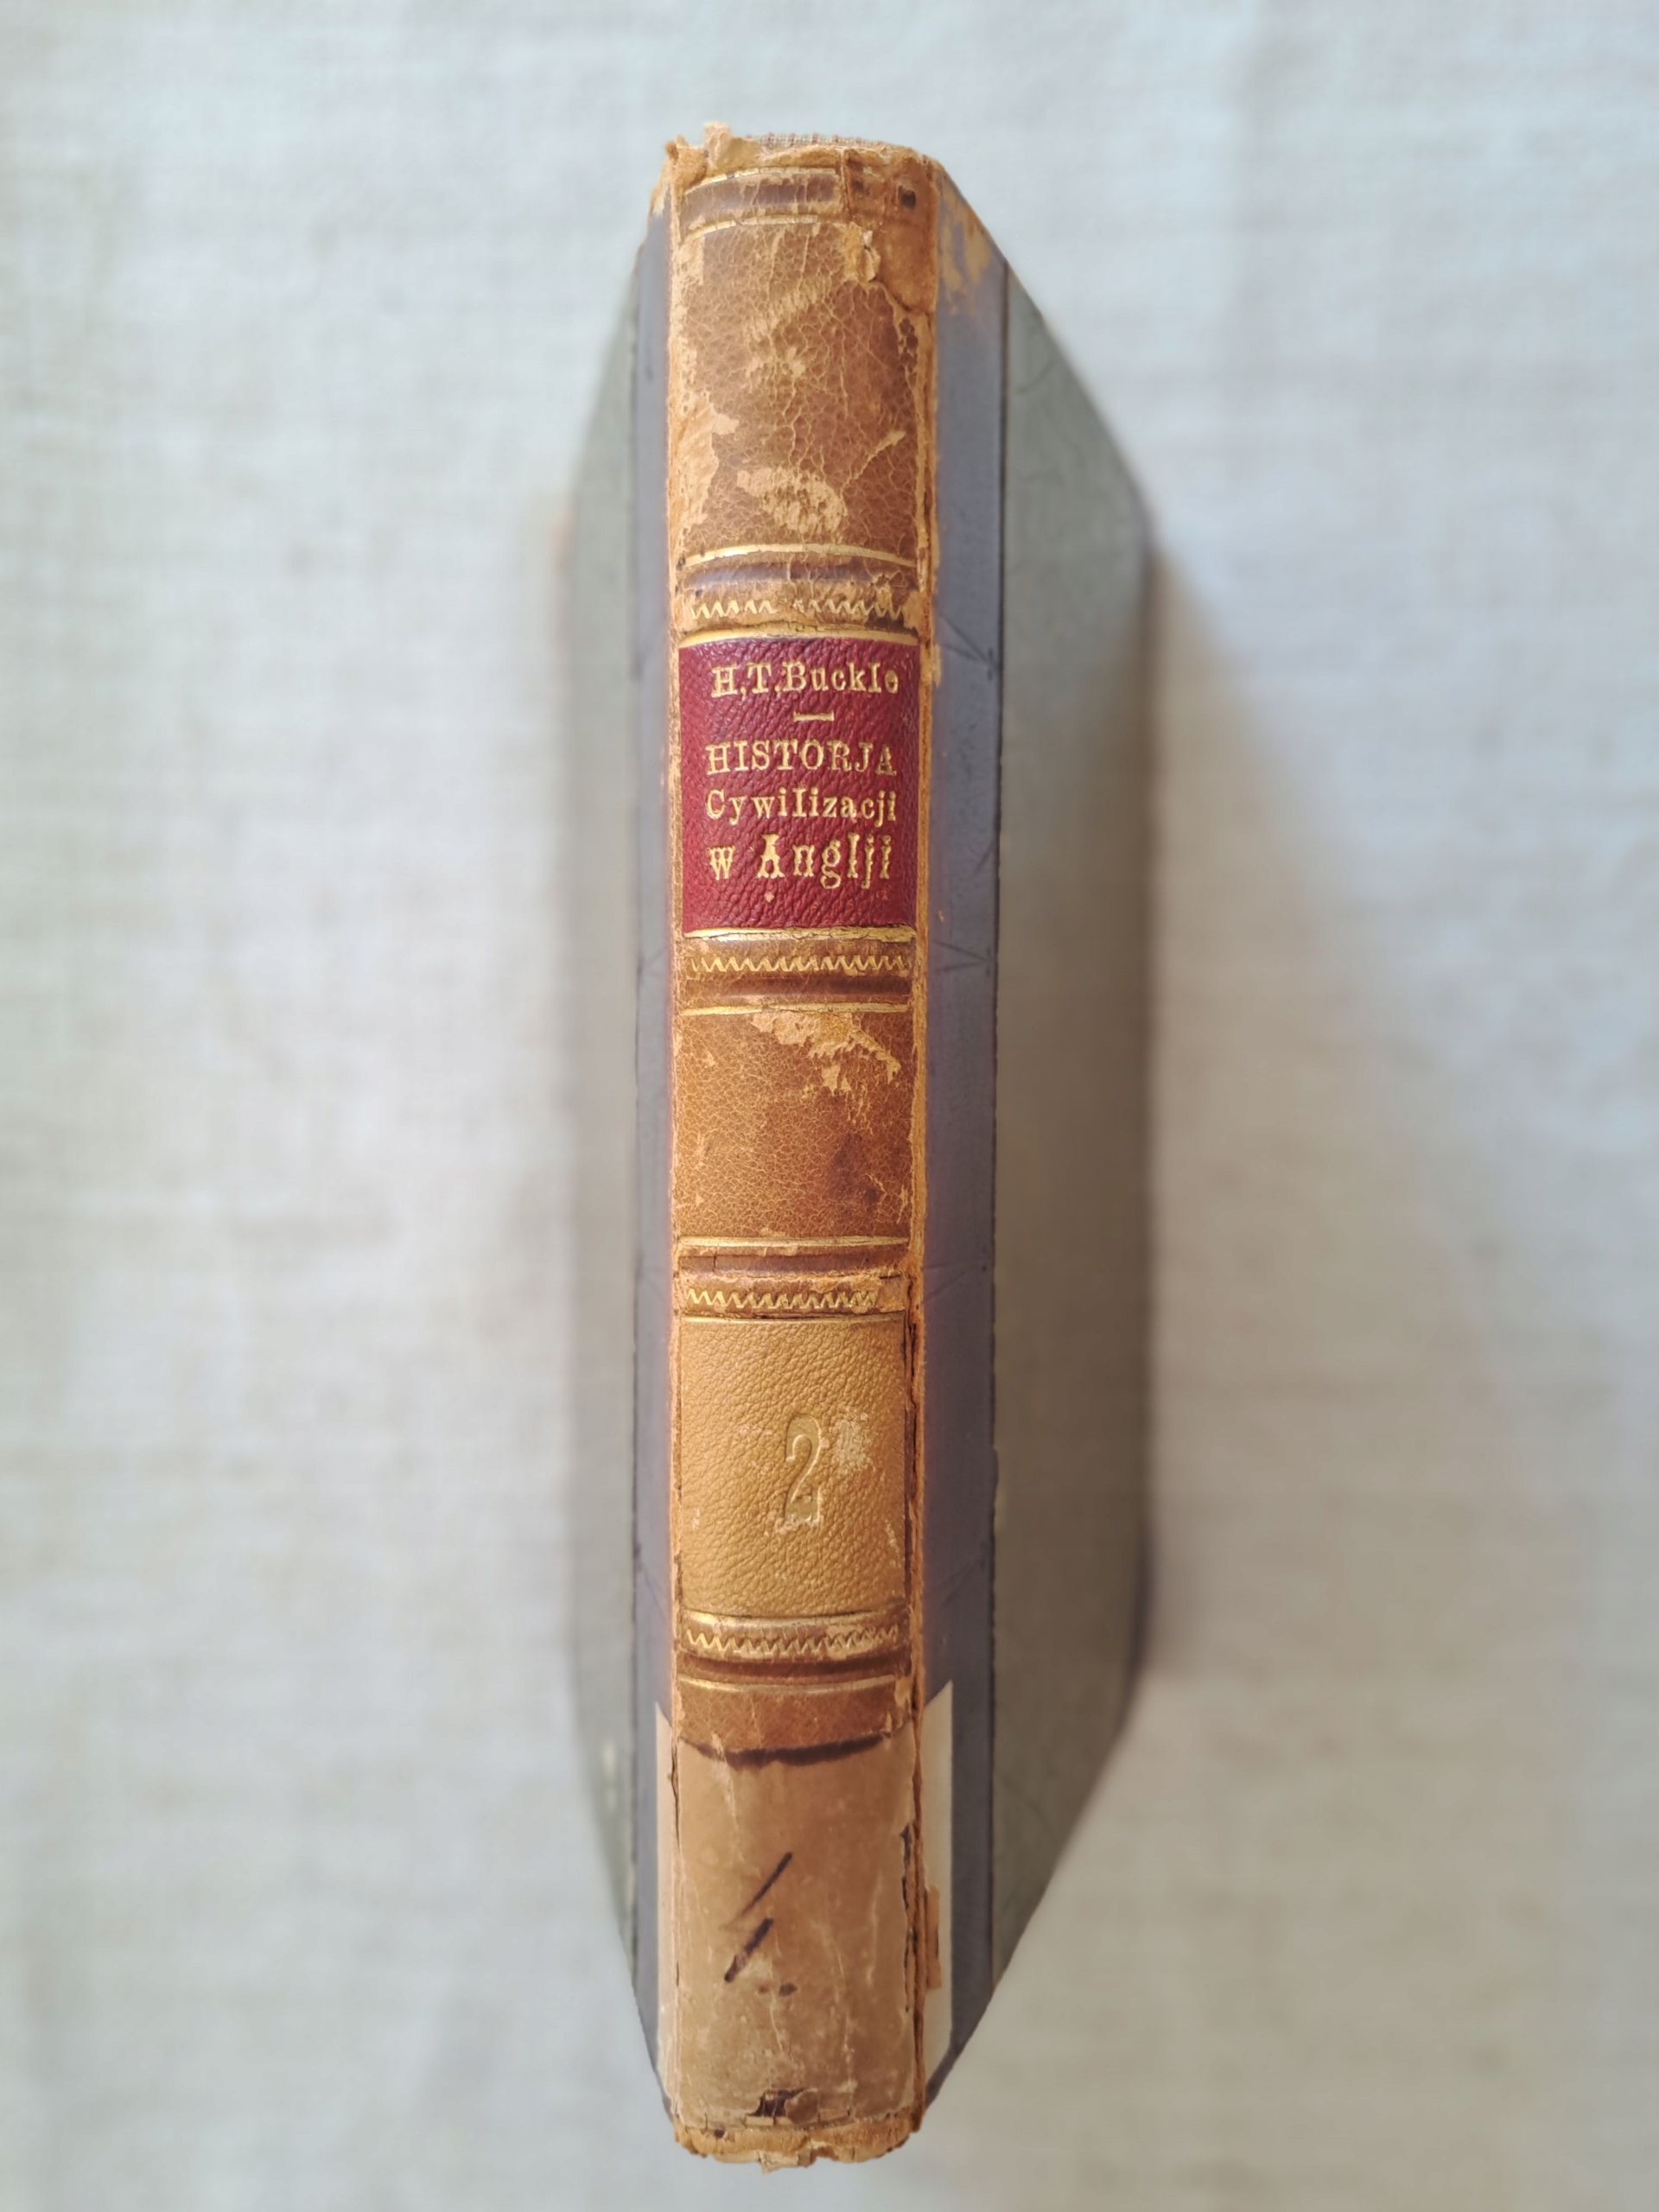 H,T,Buckle
HISTORJA
Cywilizacji
w Anglji
2